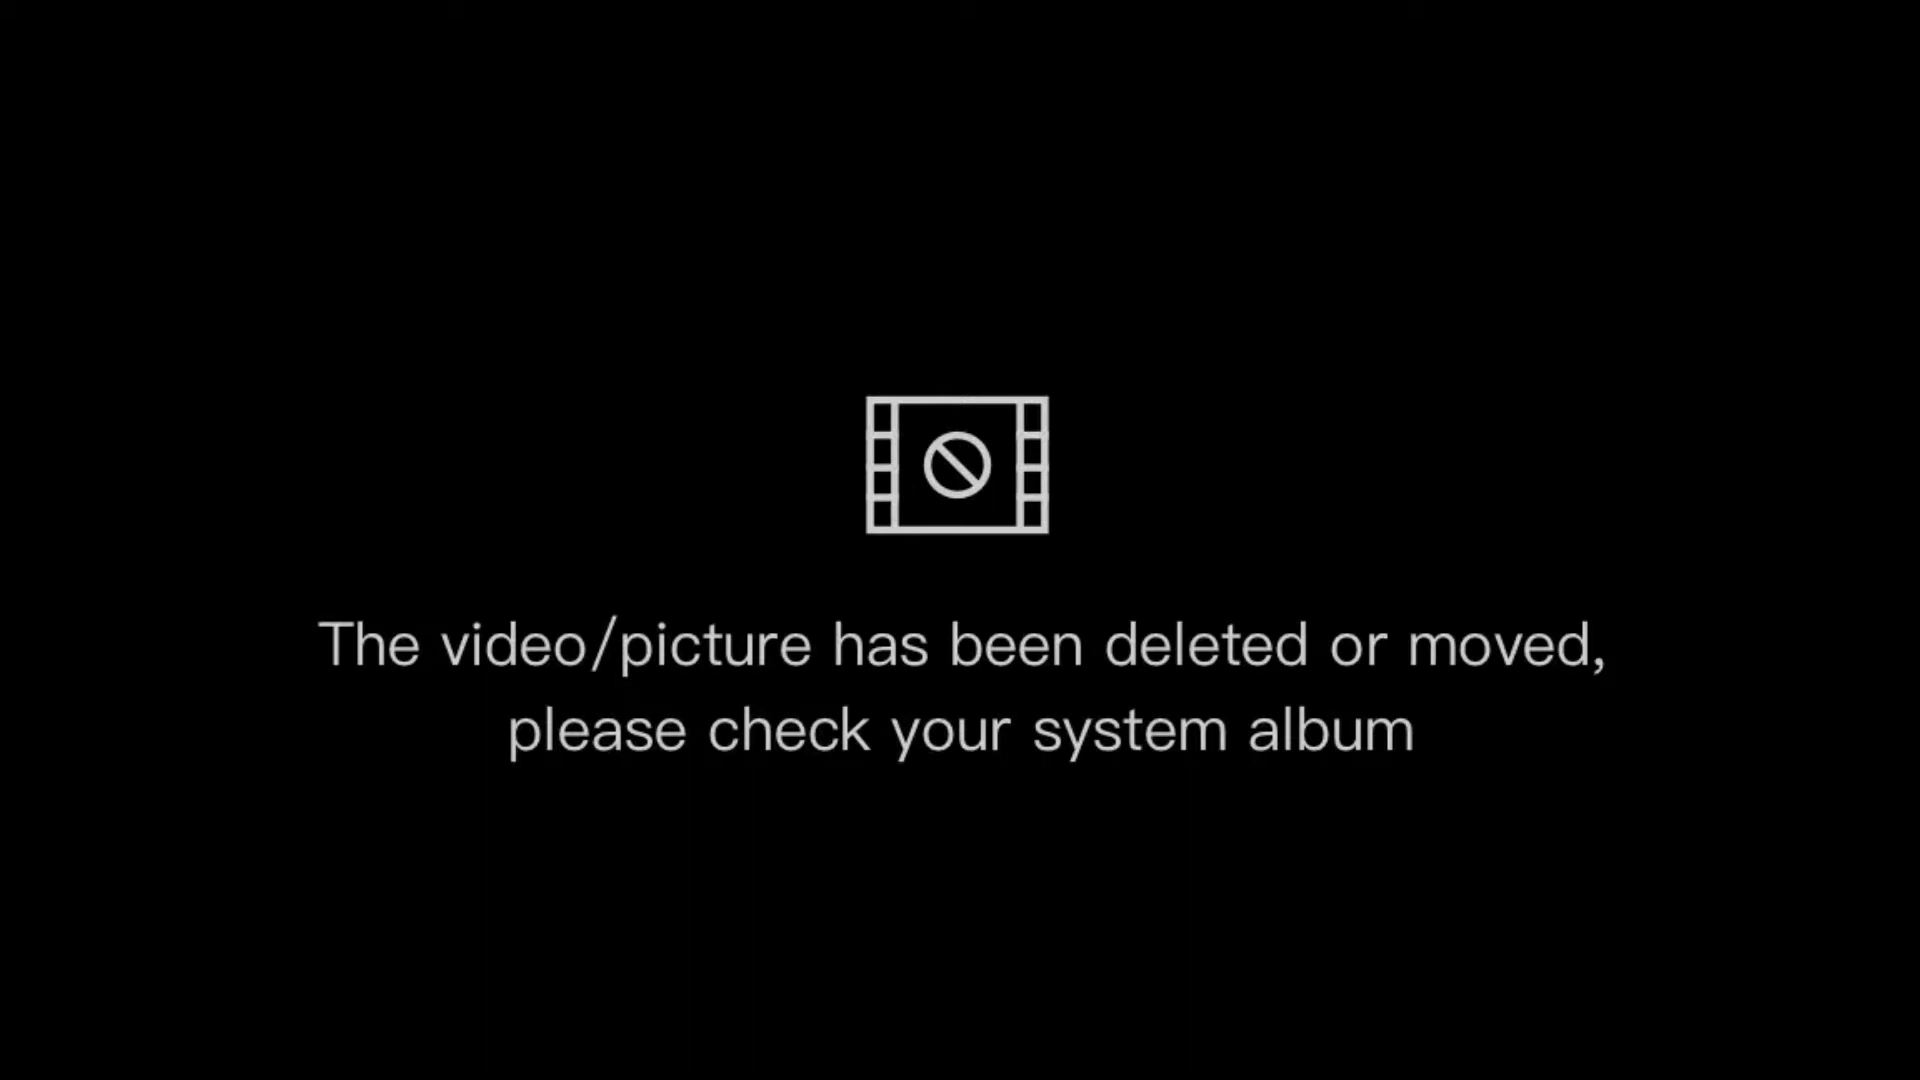 The video/picture has been deleted or moved,
please check your system album